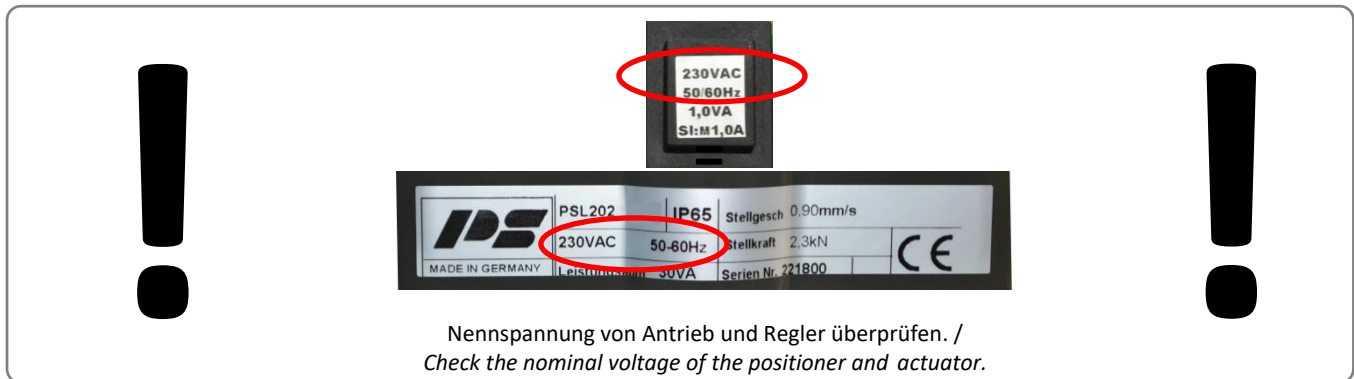 230VAC
50/60Hz
1,0VA
SI:M1,0A
PS
MADE IN GERMANY
PSL202 IP65 Stellgesch 0,90mm/s
230VAC 50-60Hz Stellkraft 2,3kN
30VA Serien Nr. 221800
CE
! !
Nennspannung von Antrieb und Regler überprüfen. /
Check the nominal voltage of the positioner and actuator.